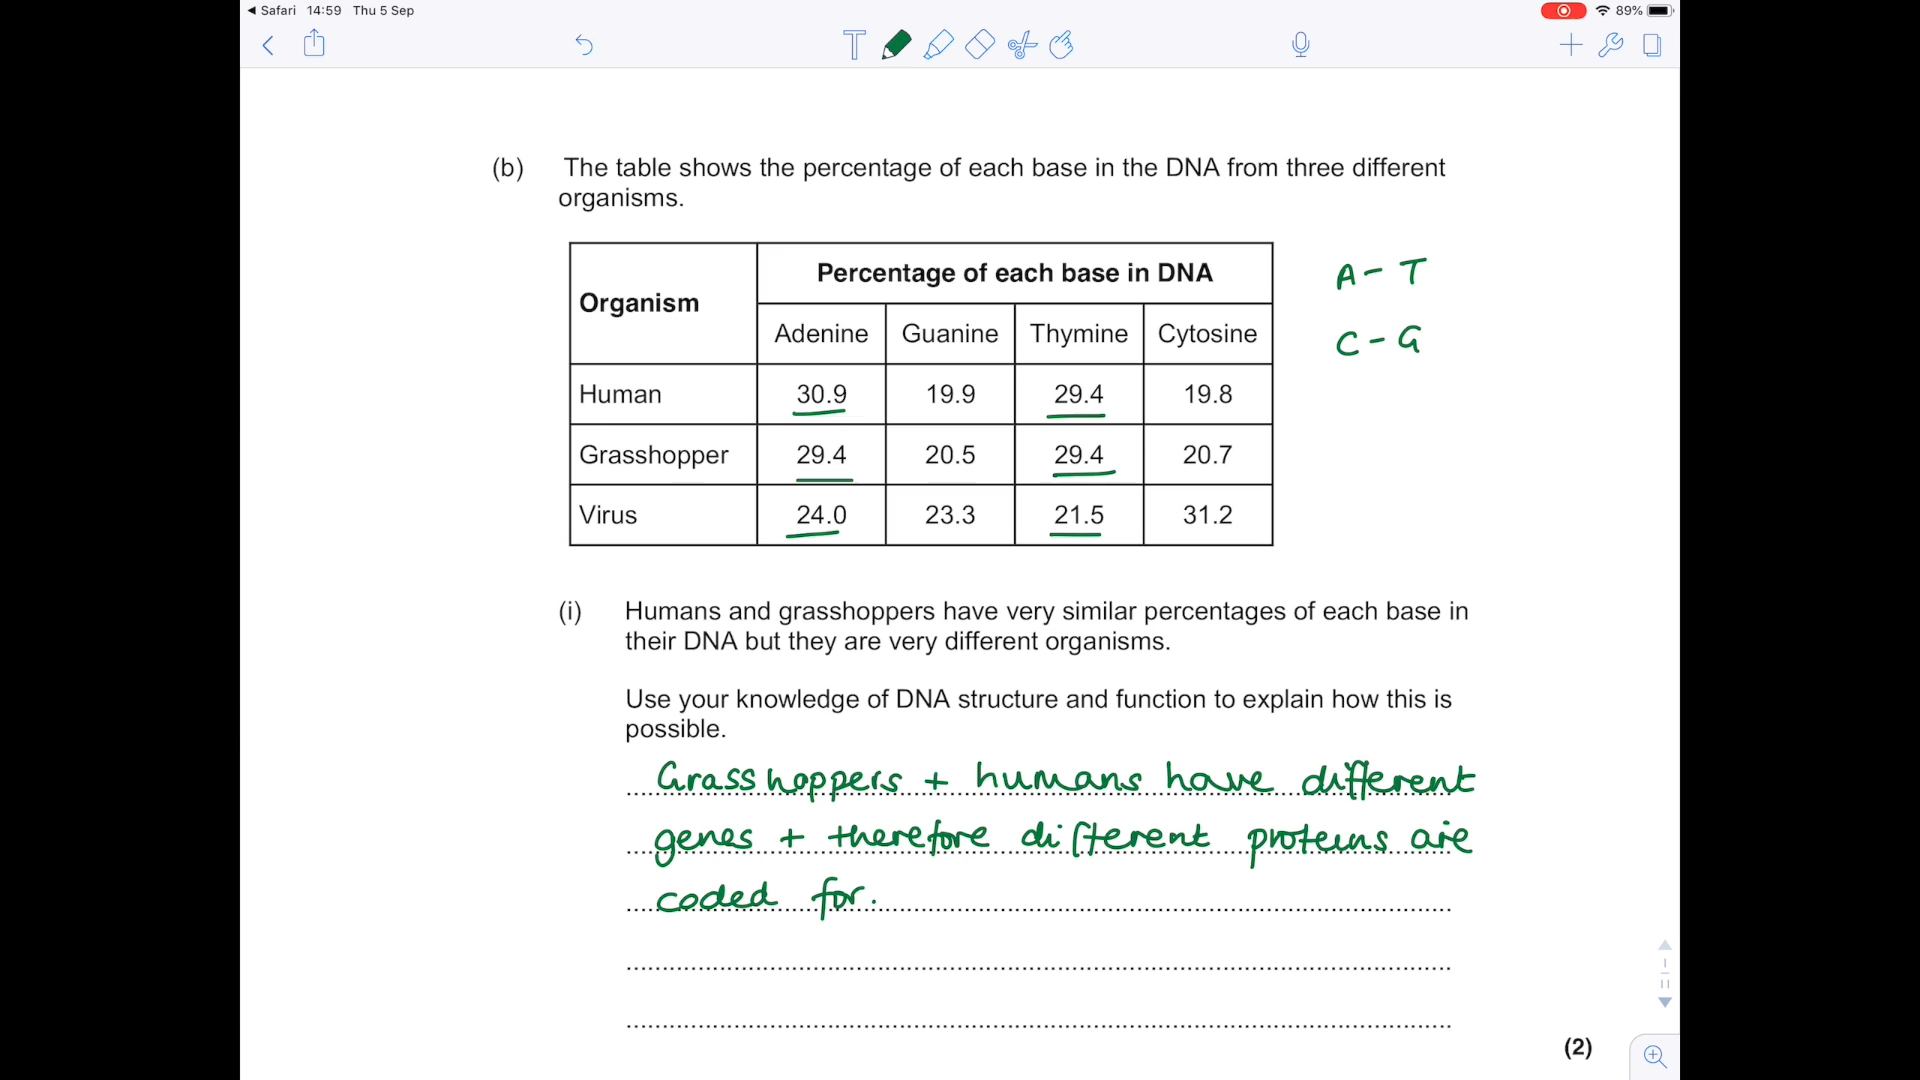 Safari 14:59 Thu 5 Sep 89%
T
(b) The table shows the percentage of each base in the DNA from three different
organisms.
Organism Percentage of each base in DNA
Adenine Guanine Thymine Cytosine
Human 30.9 19.9 29.4 19.8
Grasshopper 29.4 20.5 29.4 20.7
Virus 24.0 23.3 21.5 31.2
A - T
C - G
(i) Humans and grasshoppers have very similar percentages of each base in
their DNA but they are very different organisms.
Use your knowledge of DNA structure and function to explain how this is
possible.
Grasshoppers + humans have different
genes + therefore different proteins are
coded for.
(2)